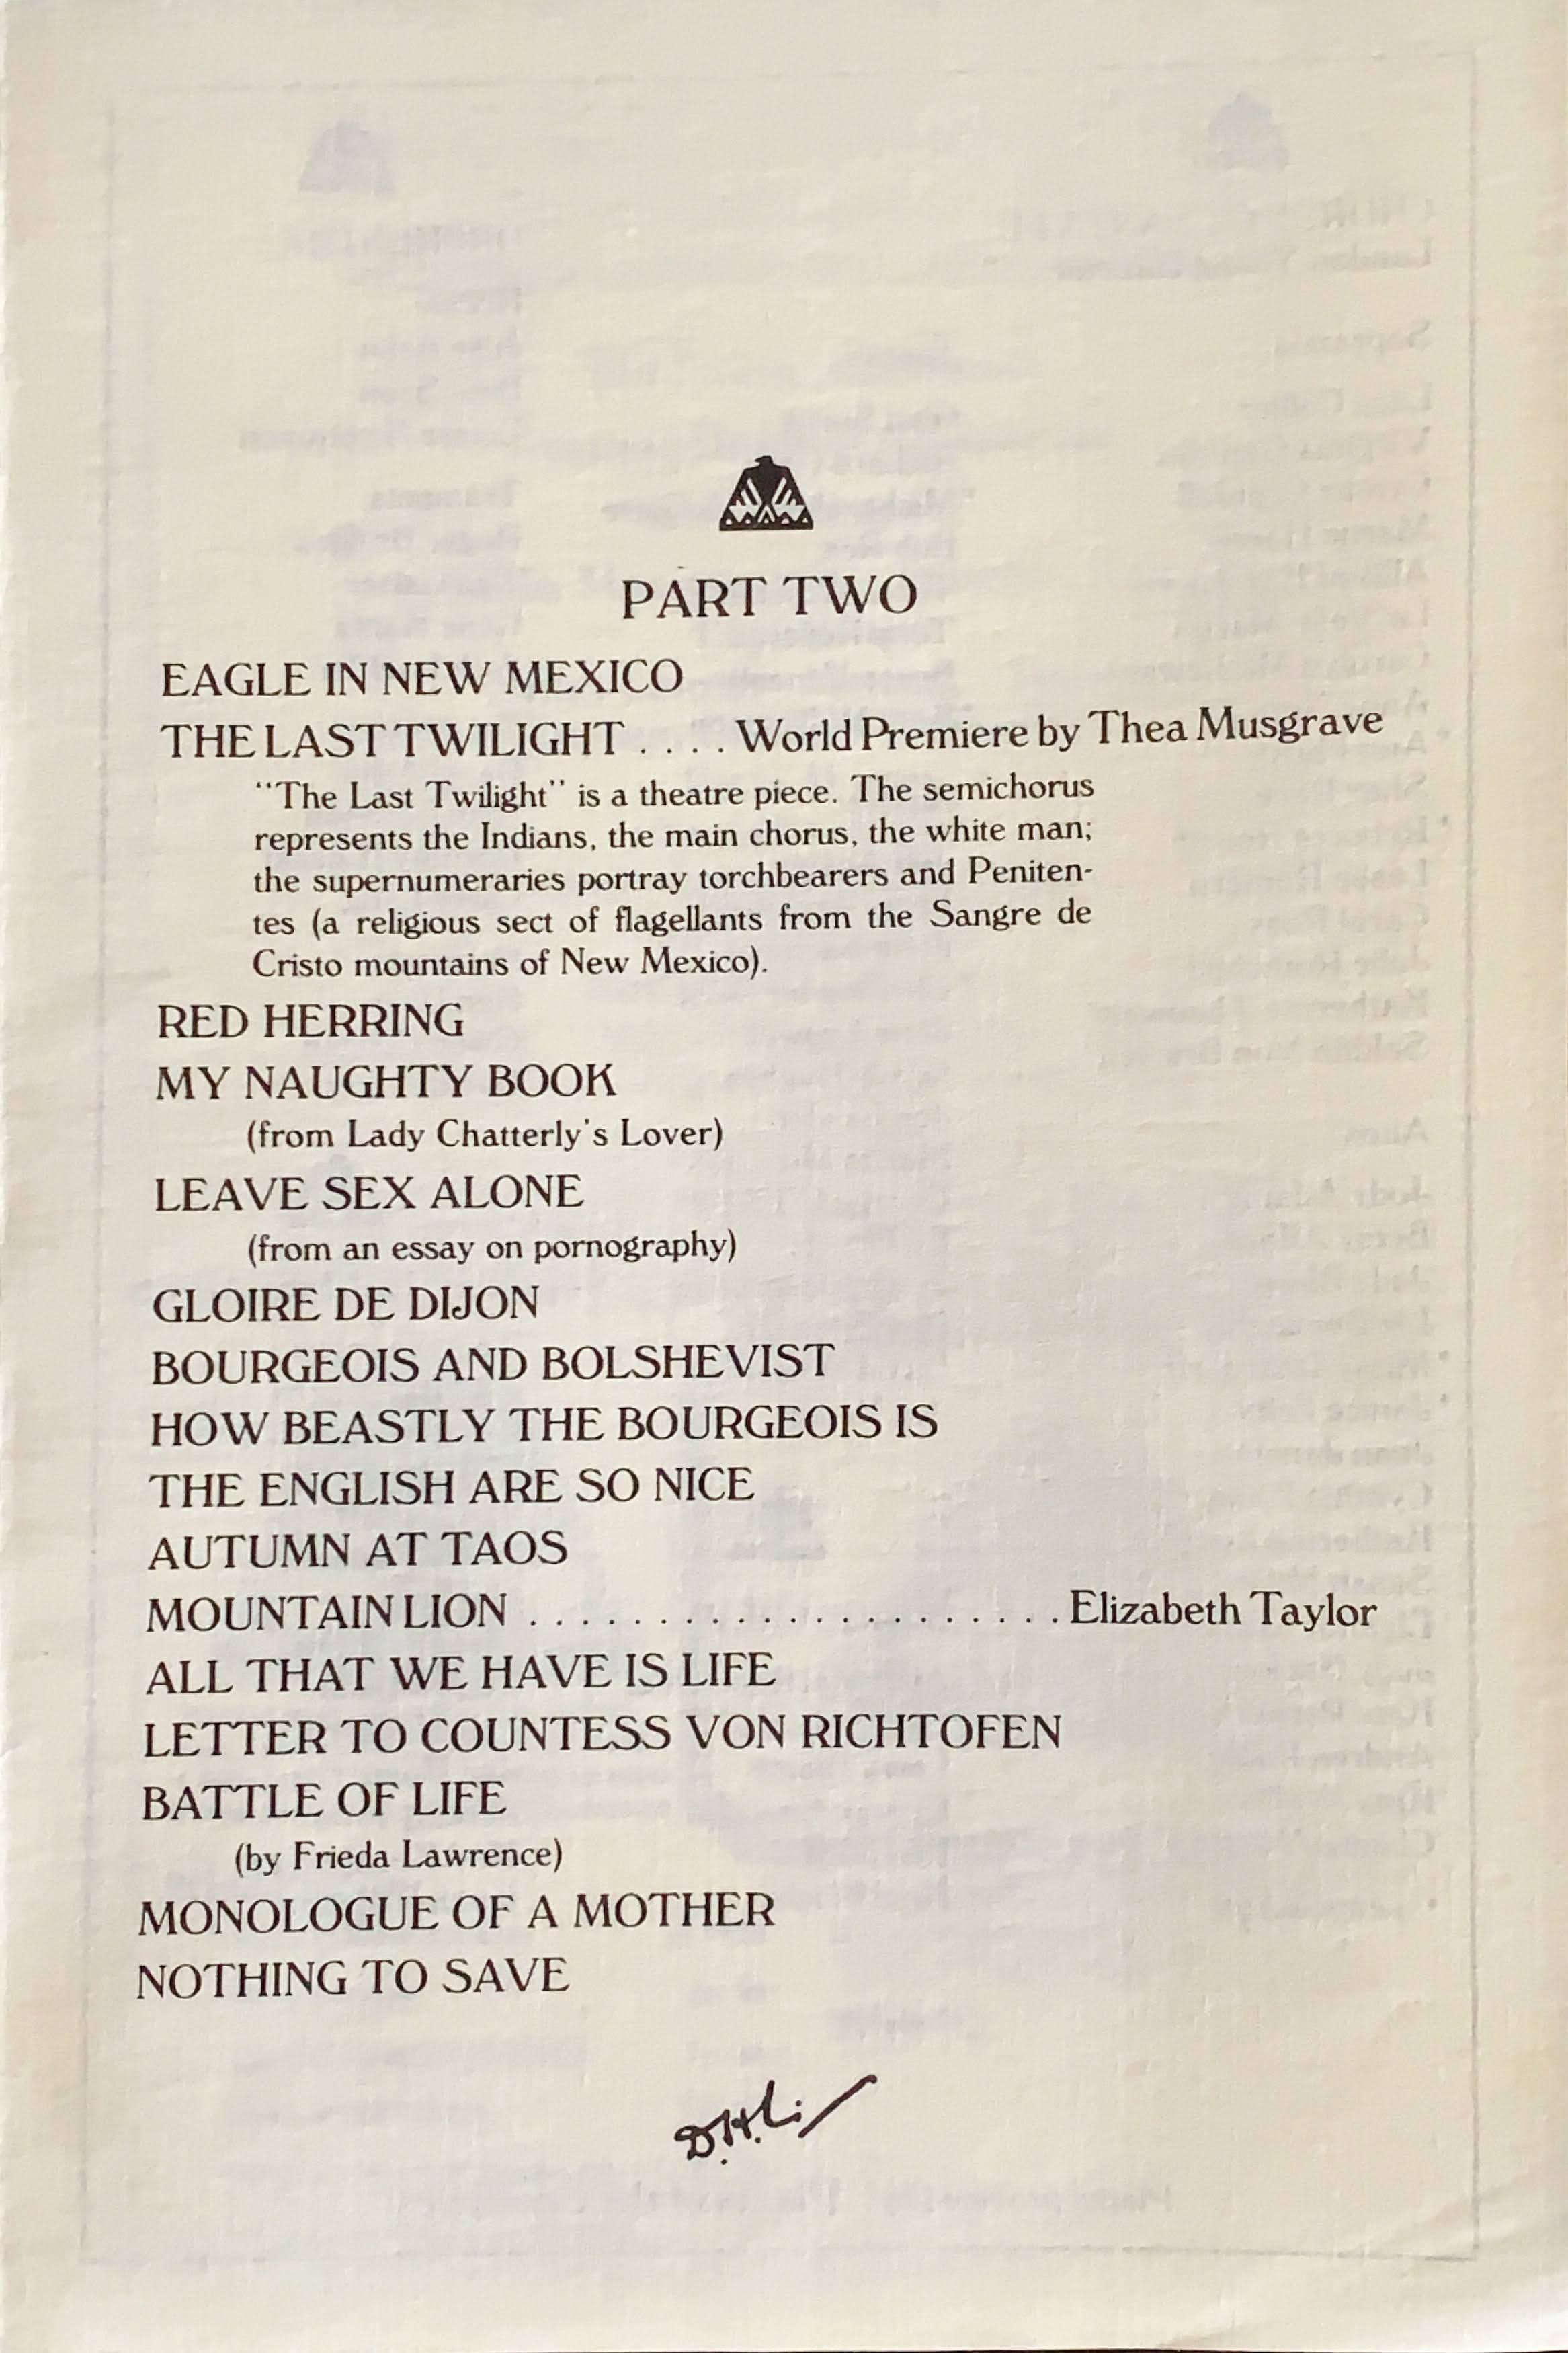 PART TWO
EAGLE IN NEW MEXICO
THE LAST TWILIGHT . . . . World Premiere by Thea Musgrave
"The Last Twilight" is a theatre piece. The semichorus
represents the Indians, the main chorus, the white man;
the supernumeraries portray torchbearers and Peniten-
tes (a religious sect of flagellants from the Sangre de
Cristo mountains of New Mexico).
RED HERRING
MY NAUGHTY BOOK
(from Lady Chatterly's Lover)
LEAVE SEX ALONE
(from an essay on pornography)
GLOIRE DE DIJON
BOURGEOIS AND BOLSHEVIST
HOW BEASTLY THE BOURGEOIS IS
THE ENGLISH ARE SO NICE
AUTUMN AT TAOS
MOUNTAIN LION . . . . . . . . . . . . . . . . . . . . . Elizabeth Taylor
ALL THAT WE HAVE IS LIFE
LETTER TO COUNTESS VON RICHTOFEN
BATTLE OF LIFE
(by Frieda Lawrence)
MONOLOGUE OF A MOTHER
NOTHING TO SAVE
D.H.L.